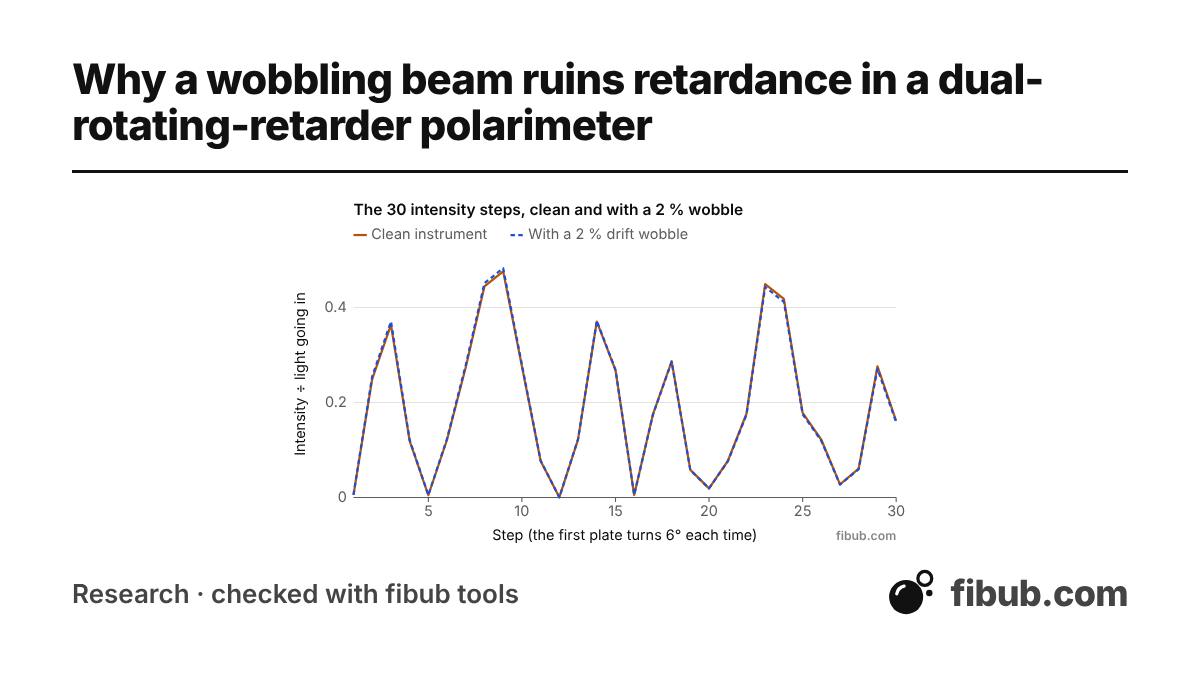 Why a wobbling beam ruins retardance in a dual-
rotating-retarder polarimeter
The 30 intensity steps, clean and with a 2 % wobble
Clean instrument
With a 2 % drift wobble
Intensity ÷ light going in
0.4
0.2
0
5
10
15
20
25
30
Step (the first plate turns 6° each time)
fibub.com
Research · checked with fibub tools
fibub.com